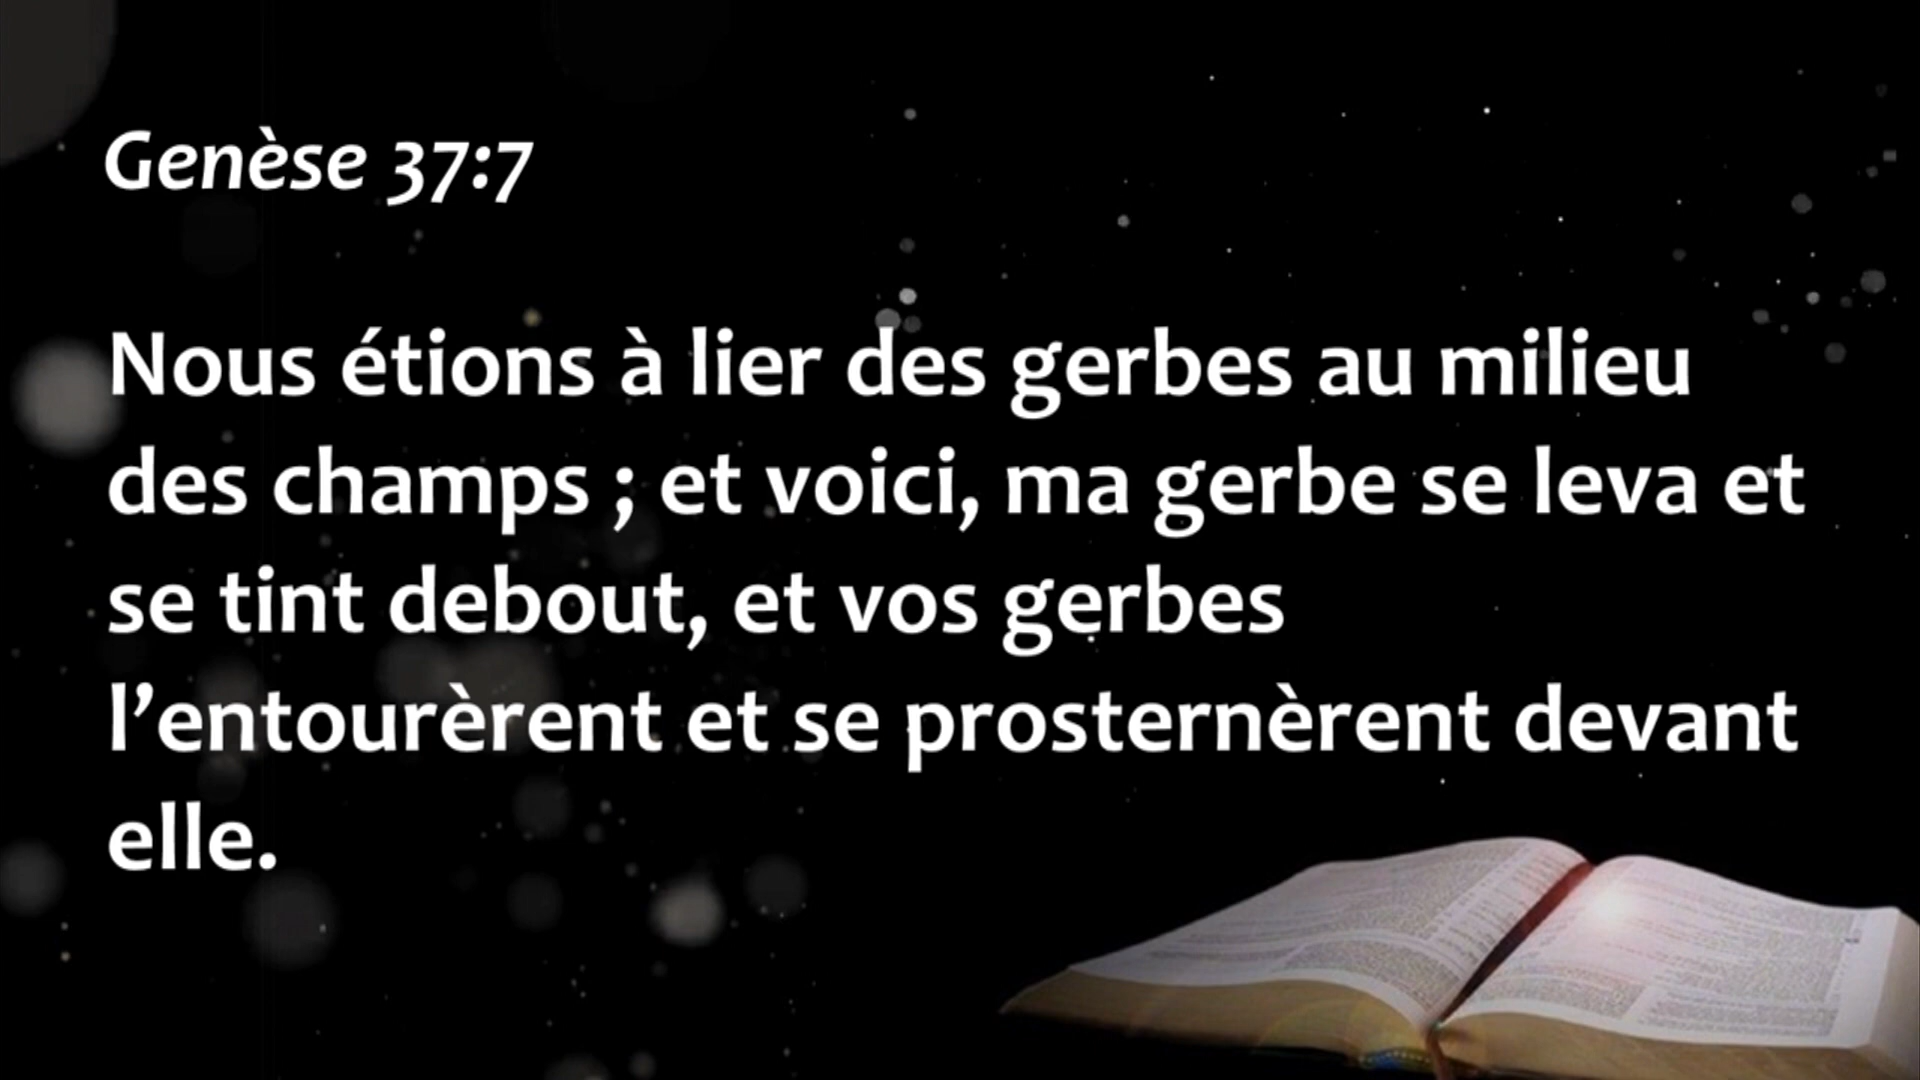 Genèse 37:7
Nous étions à lier des gerbes au milieu
des champs ; et voici, ma gerbe se leva et
se tint debout, et vos gerbes
l’entourèrent et se prosternèrent devant
elle.